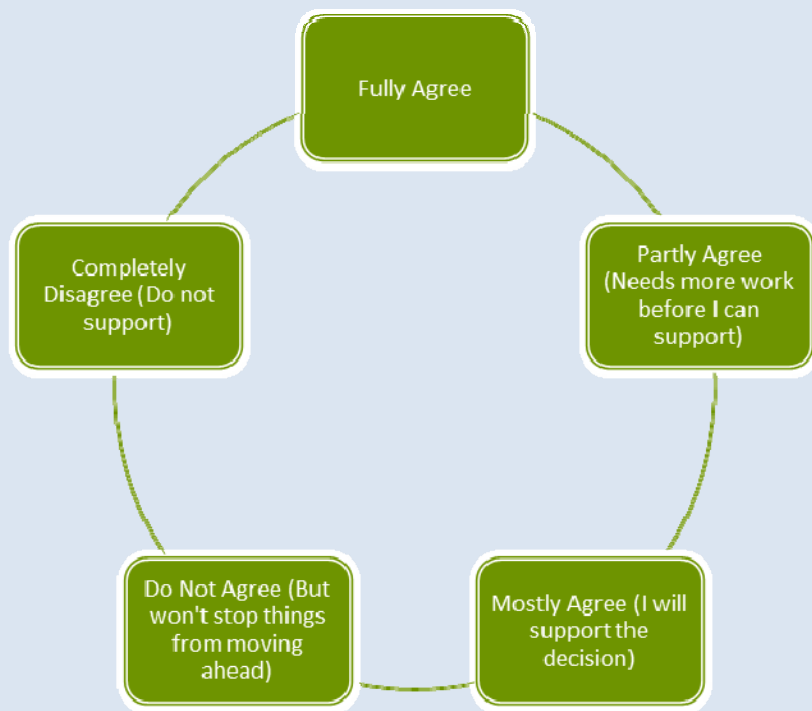 Fully Agree
Partly Agree
(Needs more work
before I can
support)
Mostly Agree (I will
support the
decision)
Do Not Agree (But
won't stop things
from moving
ahead)
Completely
Disagree (Do not
support)